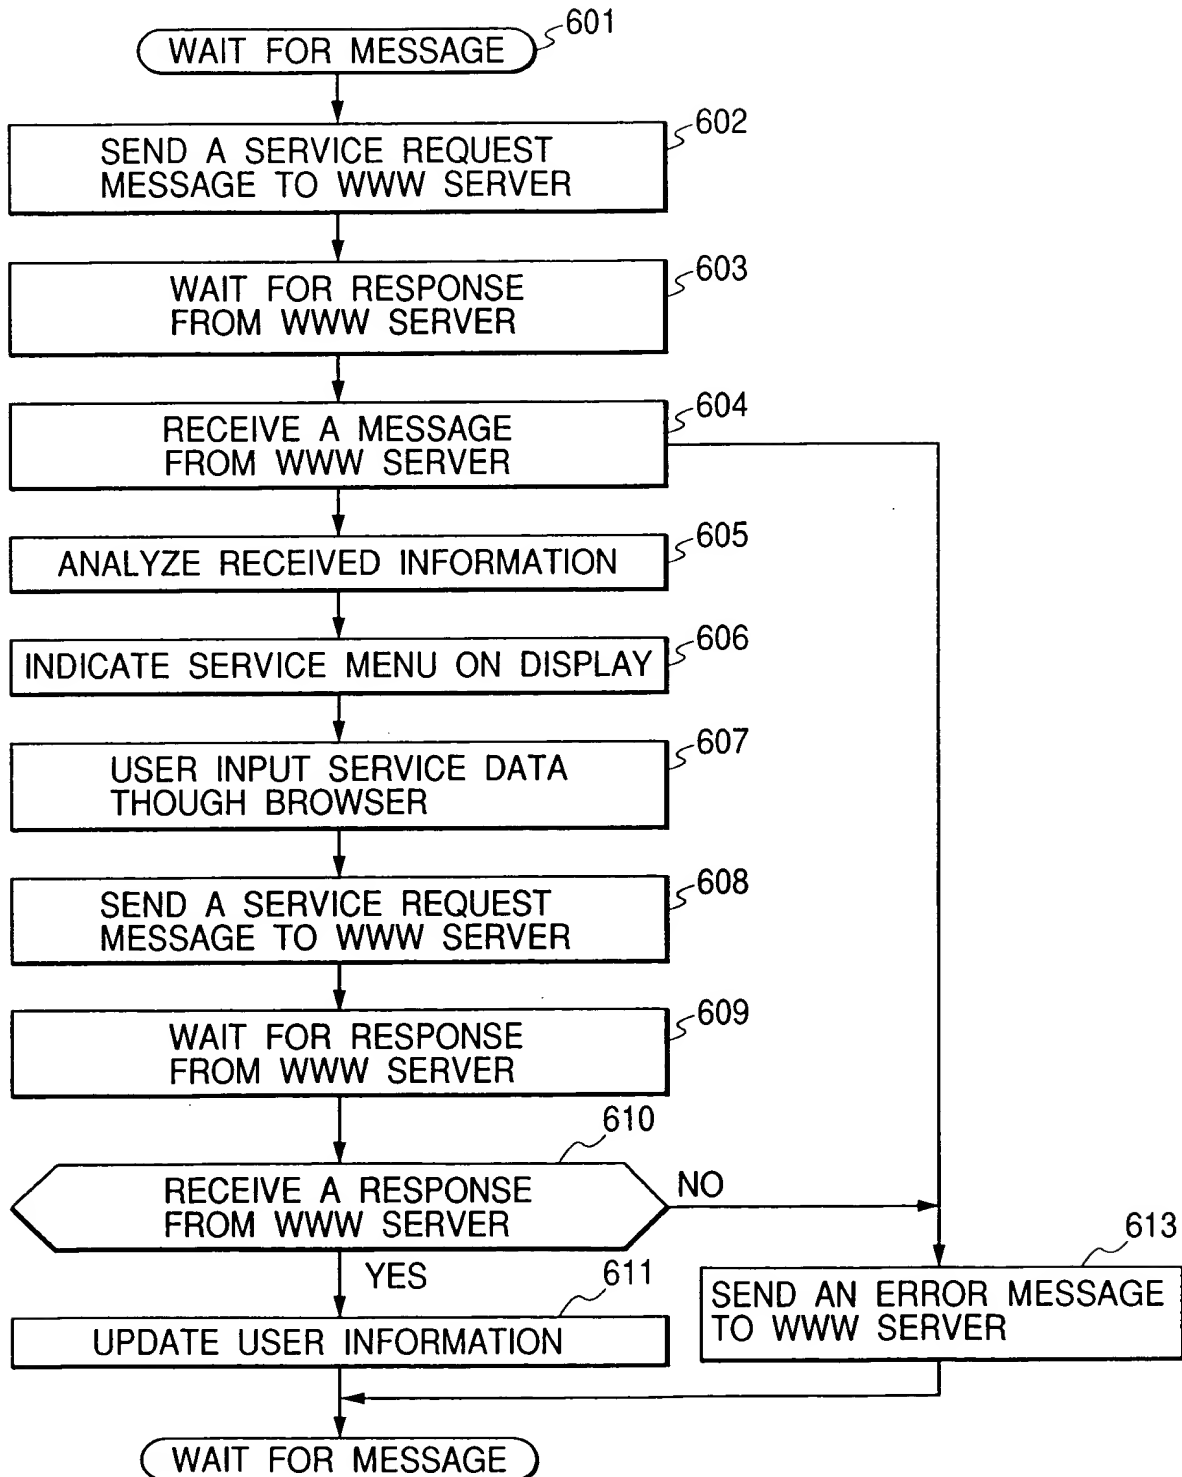 601
WAIT FOR MESSAGE
602
SEND A SERVICE REQUEST
MESSAGE TO WWW SERVER
603
WAIT FOR RESPONSE
FROM WWW SERVER
604
RECEIVE A MESSAGE
FROM WWW SERVER
605
ANALYZE RECEIVED INFORMATION
606
INDICATE SERVICE MENU ON DISPLAY
607
USER INPUT SERVICE DATA
THOUGH BROWSER
608
SEND A SERVICE REQUEST
MESSAGE TO WWW SERVER
609
WAIT FOR RESPONSE
FROM WWW SERVER
610
RECEIVE A RESPONSE
FROM WWW SERVER
NO
YES
611
UPDATE USER INFORMATION
613
SEND AN ERROR MESSAGE
TO WWW SERVER
WAIT FOR MESSAGE